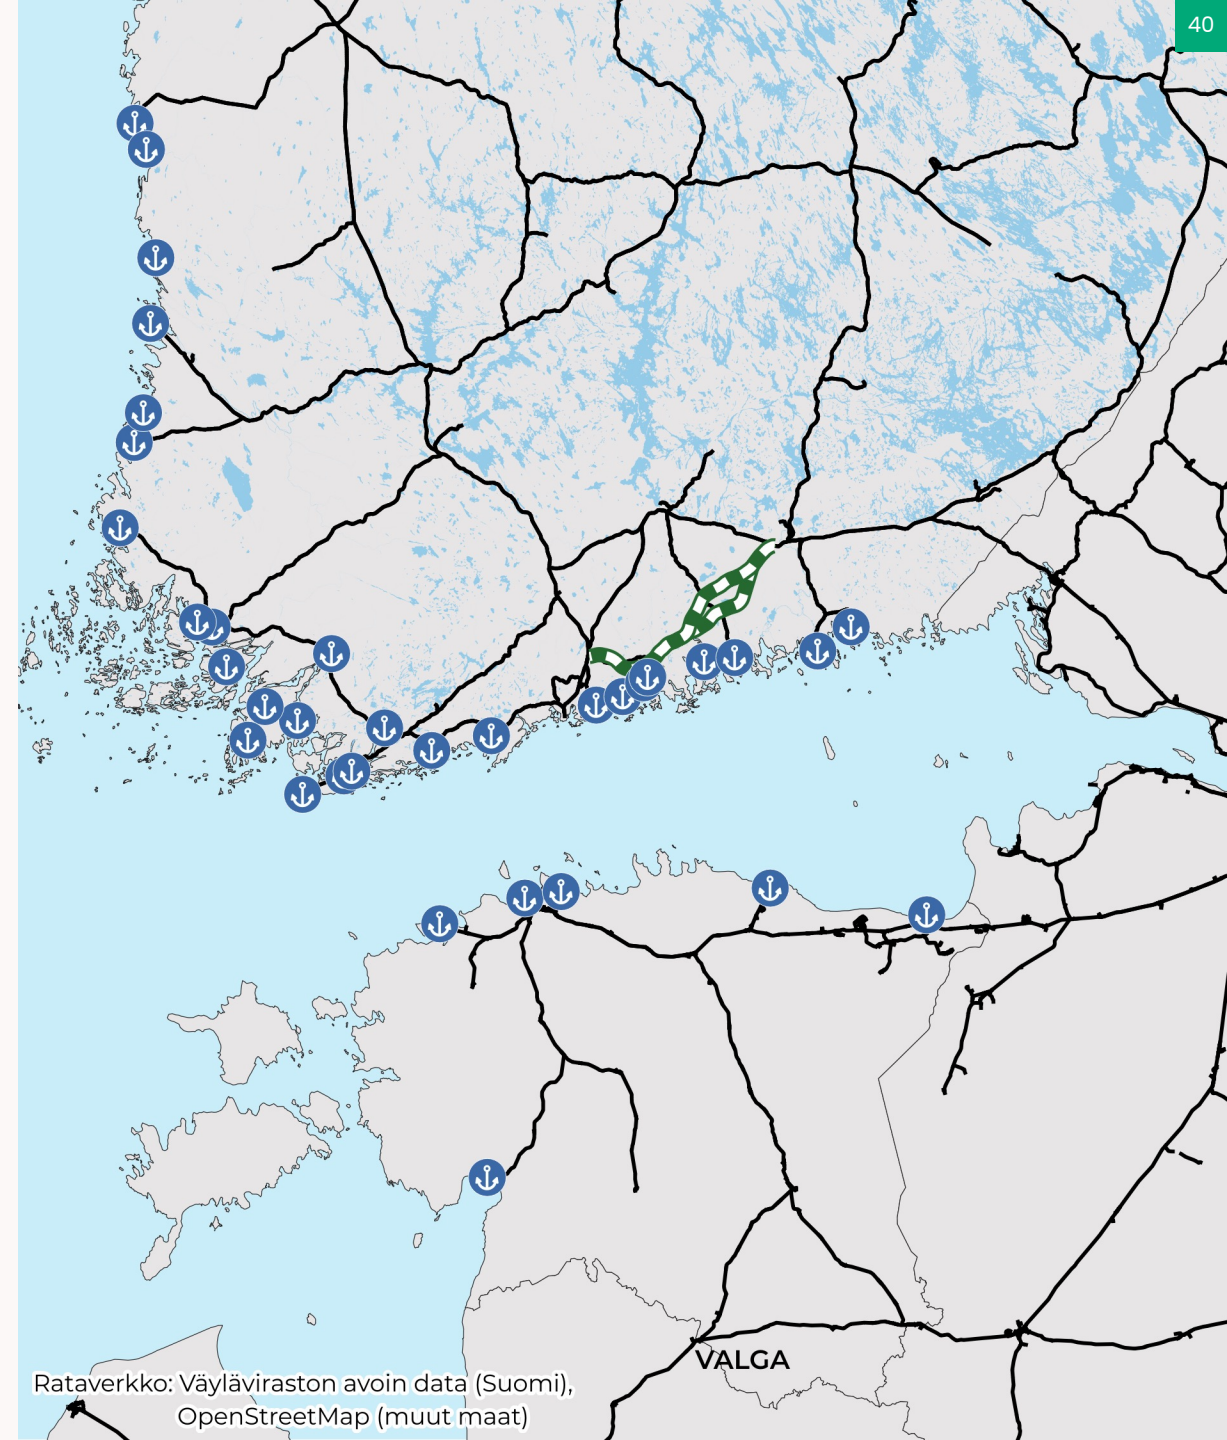 40
VALGA
Rataverkko: Väyläviraston avoin data (Suomi),
OpenStreetMap (muut maat)